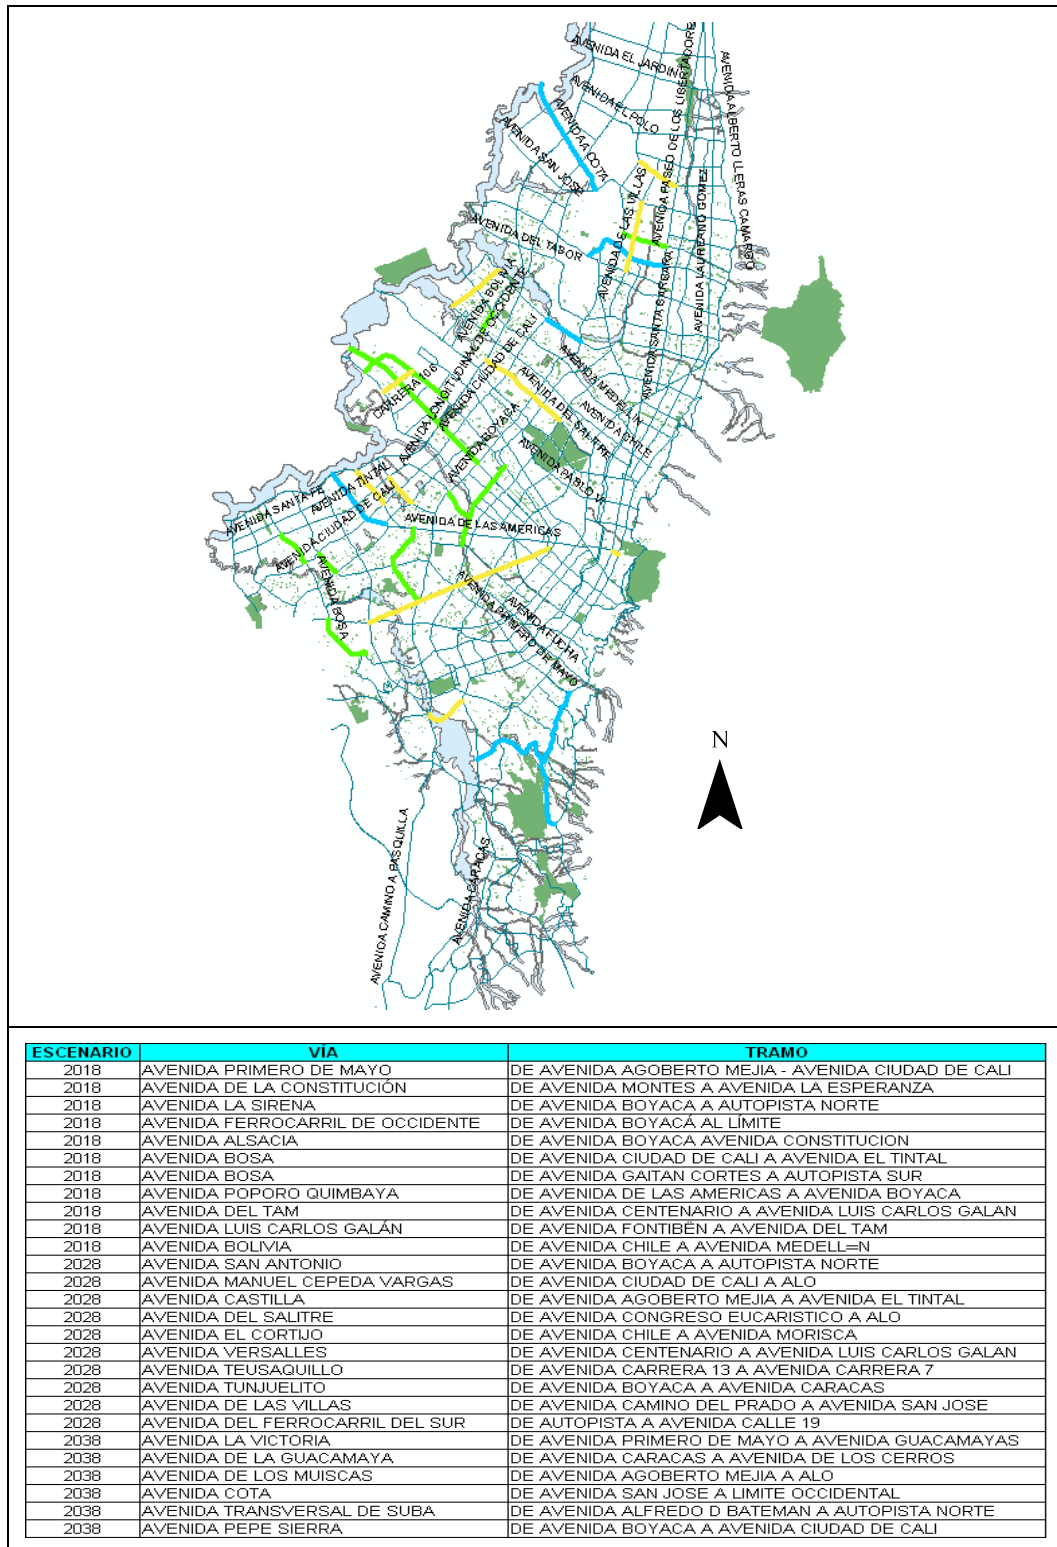 AVENIDA EL JARDIN
AVENIDA EL POLO
AVENIDA COTA
AVENIDA SAN JOSE
AVENIDA PASEO DE LOS LIBERTADORE
AVENIDA ALBERTO LLERAS CAMARGO
AVENIDA LAUREANO GOMEZ
AVENIDA DE LAS VILLAS
AVENIDA SANTA BARBARA
AVENIDA DEL TABOR
AVENIDA BOLIVIA
AVENIDA LONGITUDINAL DE OCCIDENTE
AVENIDA CIUDAD DE CALI
CARRERA 106
AVENIDA BOYACA
AVENIDA MEDELLIN
AVENIDA CHILE
AVENIDA DEL SALITRE
AVENIDA PABLO VI
AVENIDA SANTA FE
AVENIDA TINTAL
AVENIDA CIUDAD DE CALI
AVENIDA DE LAS AMERICAS
AVENIDA BOSA
AVENIDA FUCHA
AVENIDA PRIMERO DE MAYO
N
AVENIDA CAMINO A PASQUILLA
AVENIDA CARACAS
ESCENARIO VÍA TRAMO
2018 AVENIDA PRIMERO DE MAYO DE AVENIDA AGOBERTO MEJIA - AVENIDA CIUDAD DE CALI
2018 AVENIDA DE LA CONSTITUCIÓN DE AVENIDA MONTES A AVENIDA LA ESPERANZA
2018 AVENIDA LA SIRENA DE AVENIDA BOYACA A AUTOPISTA NORTE
2018 AVENIDA FERROCARRIL DE OCCIDENTE DE AVENIDA BOYACÁ AL LÍMITE
2018 AVENIDA ALSACIA DE AVENIDA BOYACA AVENIDA CONSTITUCION
2018 AVENIDA BOSA DE AVENIDA CIUDAD DE CALI A AVENIDA EL TINTAL
2018 AVENIDA BOSA DE AVENIDA GAITAN CORTES A AUTOPISTA SUR
2018 AVENIDA POPORO QUIMBAYA DE AVENIDA DE LAS AMERICAS A AVENIDA BOYACA
2018 AVENIDA DEL TAM DE AVENIDA CENTENARIO A AVENIDA LUIS CARLOS GALAN
2018 AVENIDA LUIS CARLOS GALÁN DE AVENIDA FONTIBËN A AVENIDA DEL TAM
2018 AVENIDA BOLIVIA DE AVENIDA CHILE A AVENIDA MEDELL=N
2028 AVENIDA SAN ANTONIO DE AVENIDA BOYACA A AUTOPISTA NORTE
2028 AVENIDA MANUEL CEPEDA VARGAS DE AVENIDA CIUDAD DE CALI A ALO
2028 AVENIDA CASTILLA DE AVENIDA AGOBERTO MEJIA A AVENIDA EL TINTAL
2028 AVENIDA DEL SALITRE DE AVENIDA CONGRESO EUCARISTICO A ALO
2028 AVENIDA EL CORTIJO DE AVENIDA CHILE A AVENIDA MORISCA
2028 AVENIDA VERSALLES DE AVENIDA CENTENARIO A AVENIDA LUIS CARLOS GALAN
2028 AVENIDA TEUSAQUILLO DE AVENIDA CARRERA 13 A AVENIDA CARRERA 7
2028 AVENIDA TUNJUELITO DE AVENIDA BOYACA A AVENIDA CARACAS
2028 AVENIDA DE LAS VILLAS DE AVENIDA CAMINO DEL PRADO A AVENIDA SAN JOSE
2028 AVENIDA DEL FERROCARRIL DEL SUR DE AUTOPISTA A AVENIDA CALLE 19
2038 AVENIDA LA VICTORIA DE AVENIDA PRIMERO DE MAYO A AVENIDA GUACAMAYAS
2038 AVENIDA DE LA GUACAMAYA DE AVENIDA CARACAS A AVENIDA DE LOS CERROS
2038 AVENIDA DE LOS MUISCAS DE AVENIDA AGOBERTO MEJIA A ALO
2038 AVENIDA COTA DE AVENIDA SAN JOSE A LIMITE OCCIDENTAL
2038 AVENIDA TRANSVERSAL DE SUBA DE AVENIDA ALFREDO D BATEMAN A AUTOPISTA NORTE
2038 AVENIDA PEPE SIERRA DE AVENIDA BOYACA A AVENIDA CIUDAD DE CALI